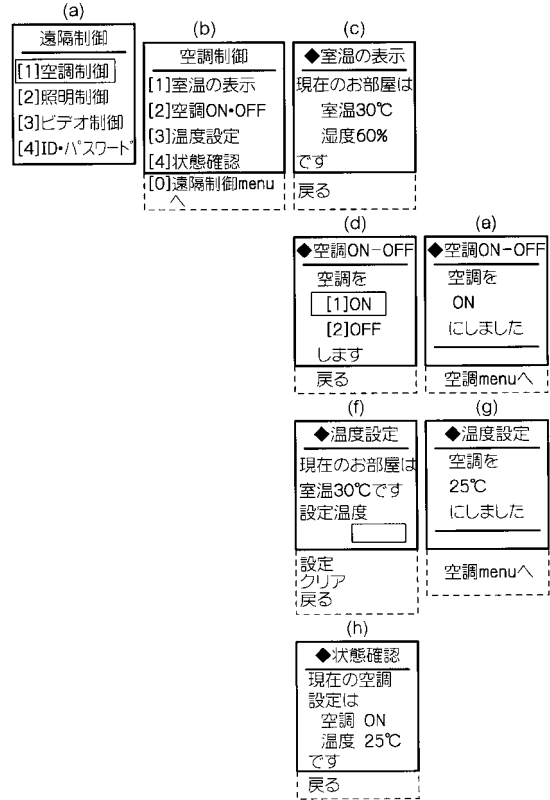 (a)
遠隔制御
[1]空調制御
[2]照明制御
[3]ビデオ制御
[4]ID・パスワード
(b)
空調制御
[1]室温の表示
[2]空調ON・OFF
[3]温度設定
[4]状態確認
[0]遠隔制御menu
へ
(c)
◆室温の表示
現在のお部屋は
室温30℃
湿度60%
です
戻る
(d)
◆空調ON-OFF
空調を
[1]ON
[2]OFF
します
戻る
(e)
◆空調ON-OFF
空調を
ON
にしました
空調menuへ
(f)
◆温度設定
現在のお部屋は
室温30℃です
設定温度
設定
クリア
戻る
(g)
◆温度設定
空調を
25℃
にしました
空調menuへ
(h)
◆状態確認
現在の空調
設定は
空調 ON
温度 25℃
です
戻る